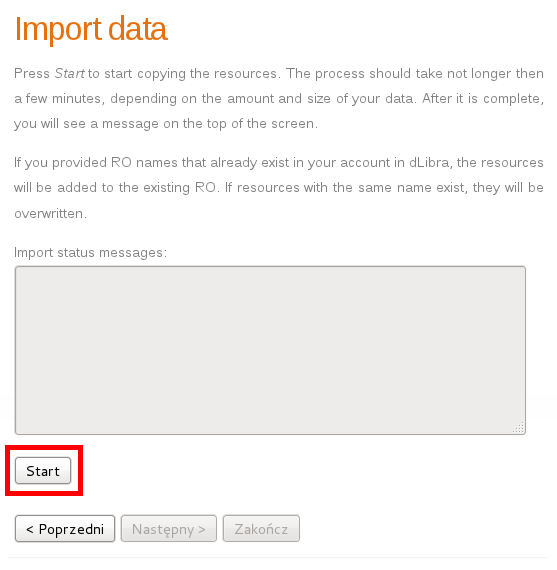 Import data
Press Start to start copying the resources. The process should take not longer then
a few minutes, depending on the amount and size of your data. After it is complete,
you will see a message on the top of the screen.
If you provided RO names that already exist in your account in dLibra, the resources
will be added to the existing RO. If resources with the same name exist, they will be
overwritten.
Import status messages:
Start
< Poprzedni Następny > Zakończ